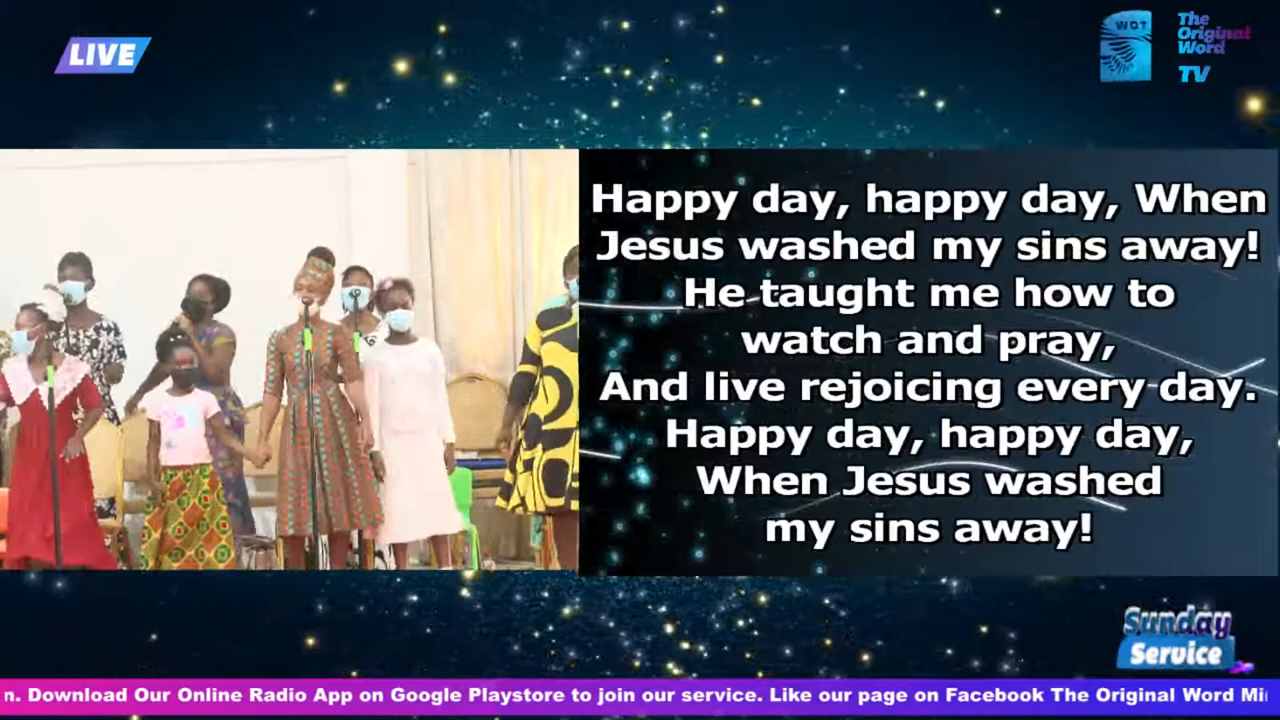 LIVE
WOT
The
Original
Word
TV
Happy day, happy day, When
Jesus washed my sins away!
He taught me how to
watch and pray,
And live rejoicing every day.
Happy day, happy day,
When Jesus washed
my sins away!
Sunday
Service
n. Download Our Online Radio App on Google Playstore to join our service. Like our page on Facebook The Original Word Mi